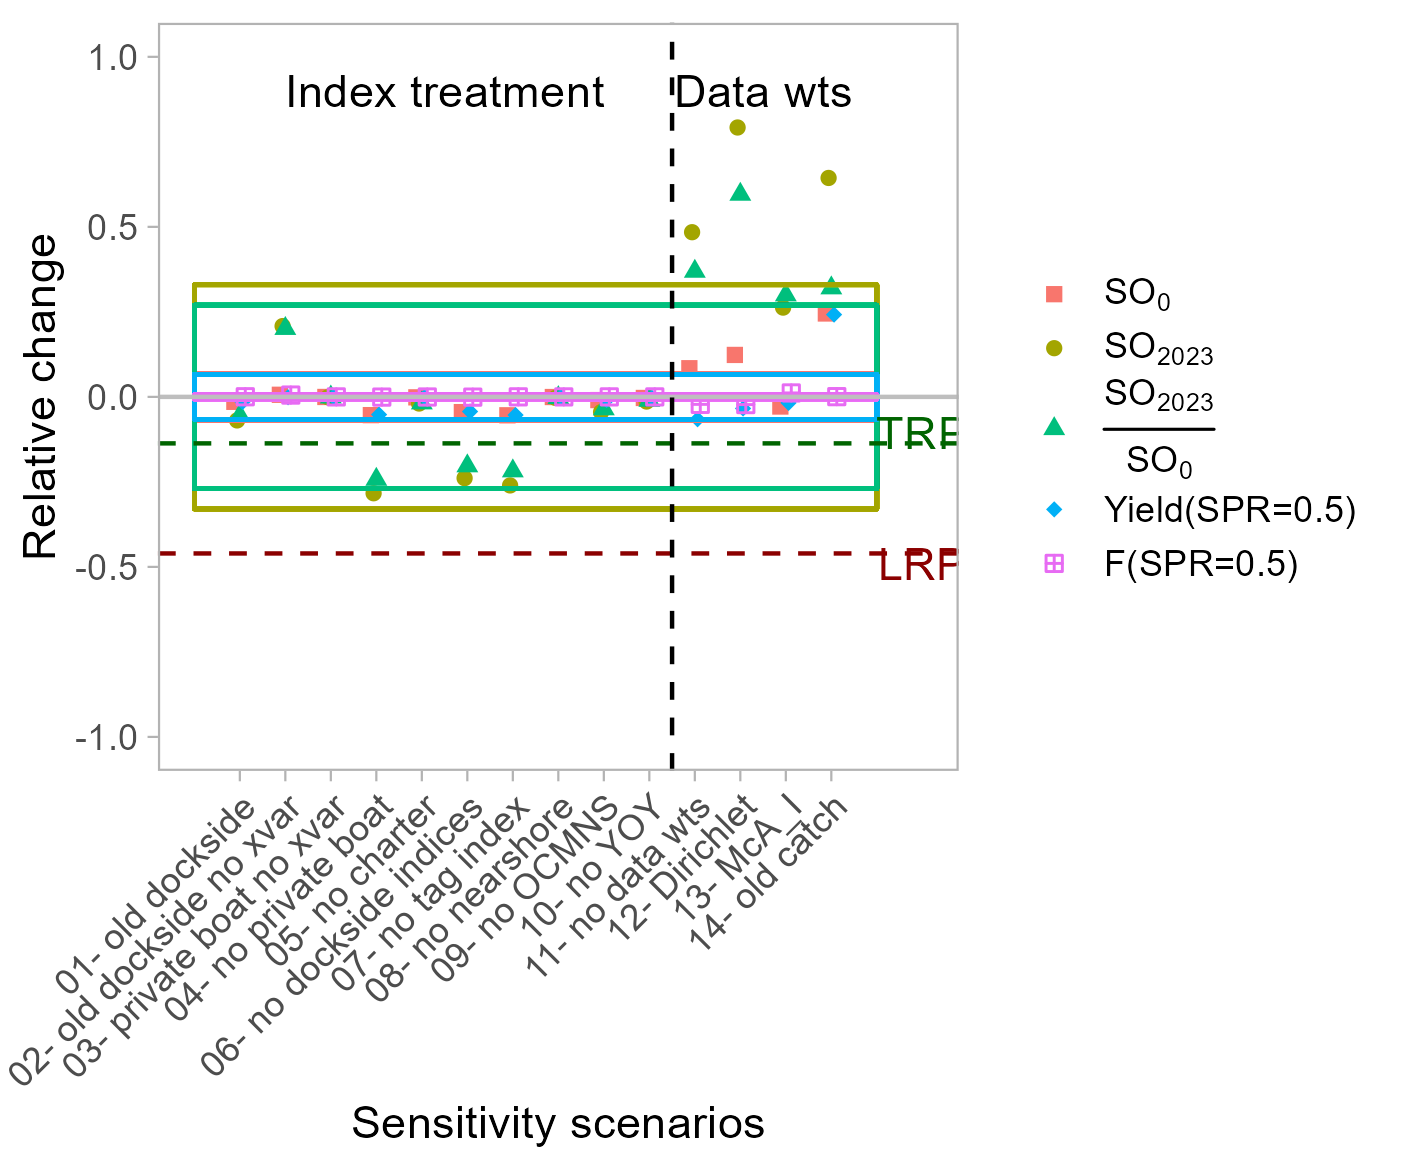 1.0
0.5
0.0
-0.5
-1.0
Relative change
Index treatment
Data wts
TRP
LRP
01- old dockside
02- old dockside no xvar
03- private boat no xvar
04- no private boat
05- no charter
06- no dockside indices
07- no tag index
08- no nearshore
09- no OCMNS
10- no YOY
11- no data wts
12- Dirichlet
13- McA_I
14- old catch
Sensitivity scenarios
SO0
SO2023
SO2023
SO0
Yield(SPR=0.5)
F(SPR=0.5)